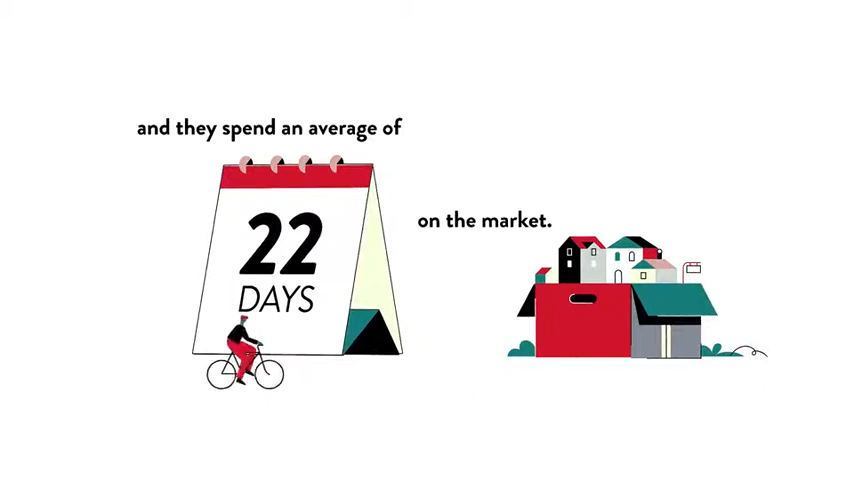 and they spend an average of
22
DAYS
on the market.